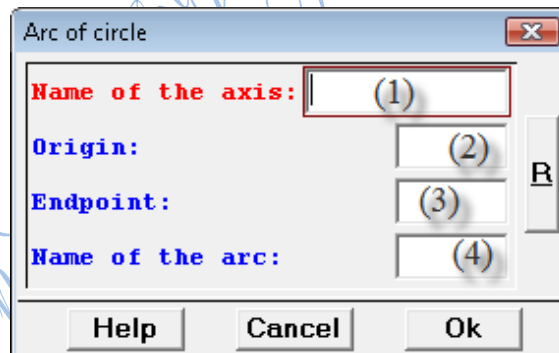 Arc of circle
Name of the axis: (1)
Origin: (2)
R
Endpoint: (3)
Name of the arc: (4)
Help Cancel Ok